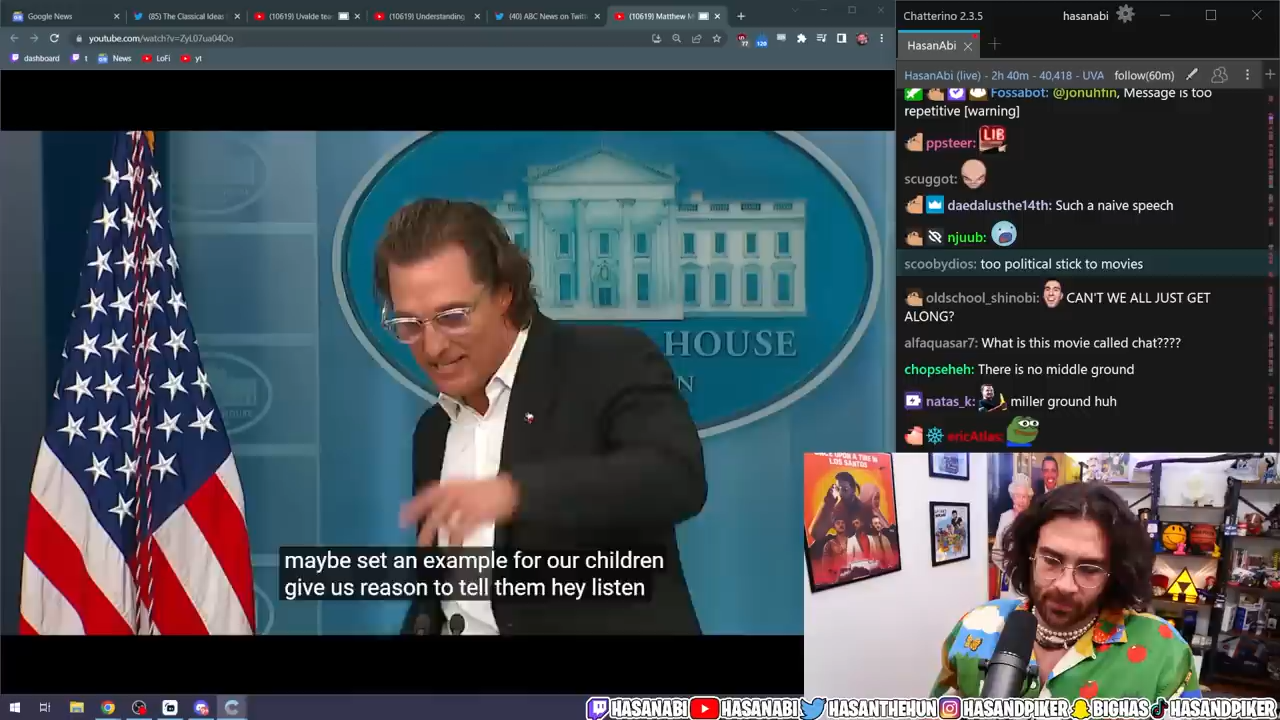 Google News
(85) The Classical Ideas
(10619) Uvalde tea
(10619) Understanding
(40) ABC News on Twit
(10619) Matthew M
youtube.com/watch?v=ZyL07ua04Oo
dashboard
t
News
LoFi
yt
HOUSE
N
maybe set an example for our children
give us reason to tell them hey listen
Chatterino 2.3.5
hasanabi
HasanAbi
HasanAbi (live) - 2h 40m - 40,418 - UVA
follow(60m)
Fossabot: @jonuhfin, Message is too
repetitive [warning]
ppsteer: LIB
scuggot:
daedalusthe14th: Such a naive speech
njuub:
scoobydios: too political stick to movies
oldschool_shinobi: CAN'T WE ALL JUST GET
ALONG?
alfaquasar7: What is this movie called chat????
chopseheh: There is no middle ground
natas_k: miller ground huh
ericAtlas:
LOS SANTOS
HASANABI
HASANABI
HASANTHEHUN
HASANDPIKER
BIGHAS
HASANDPIKER